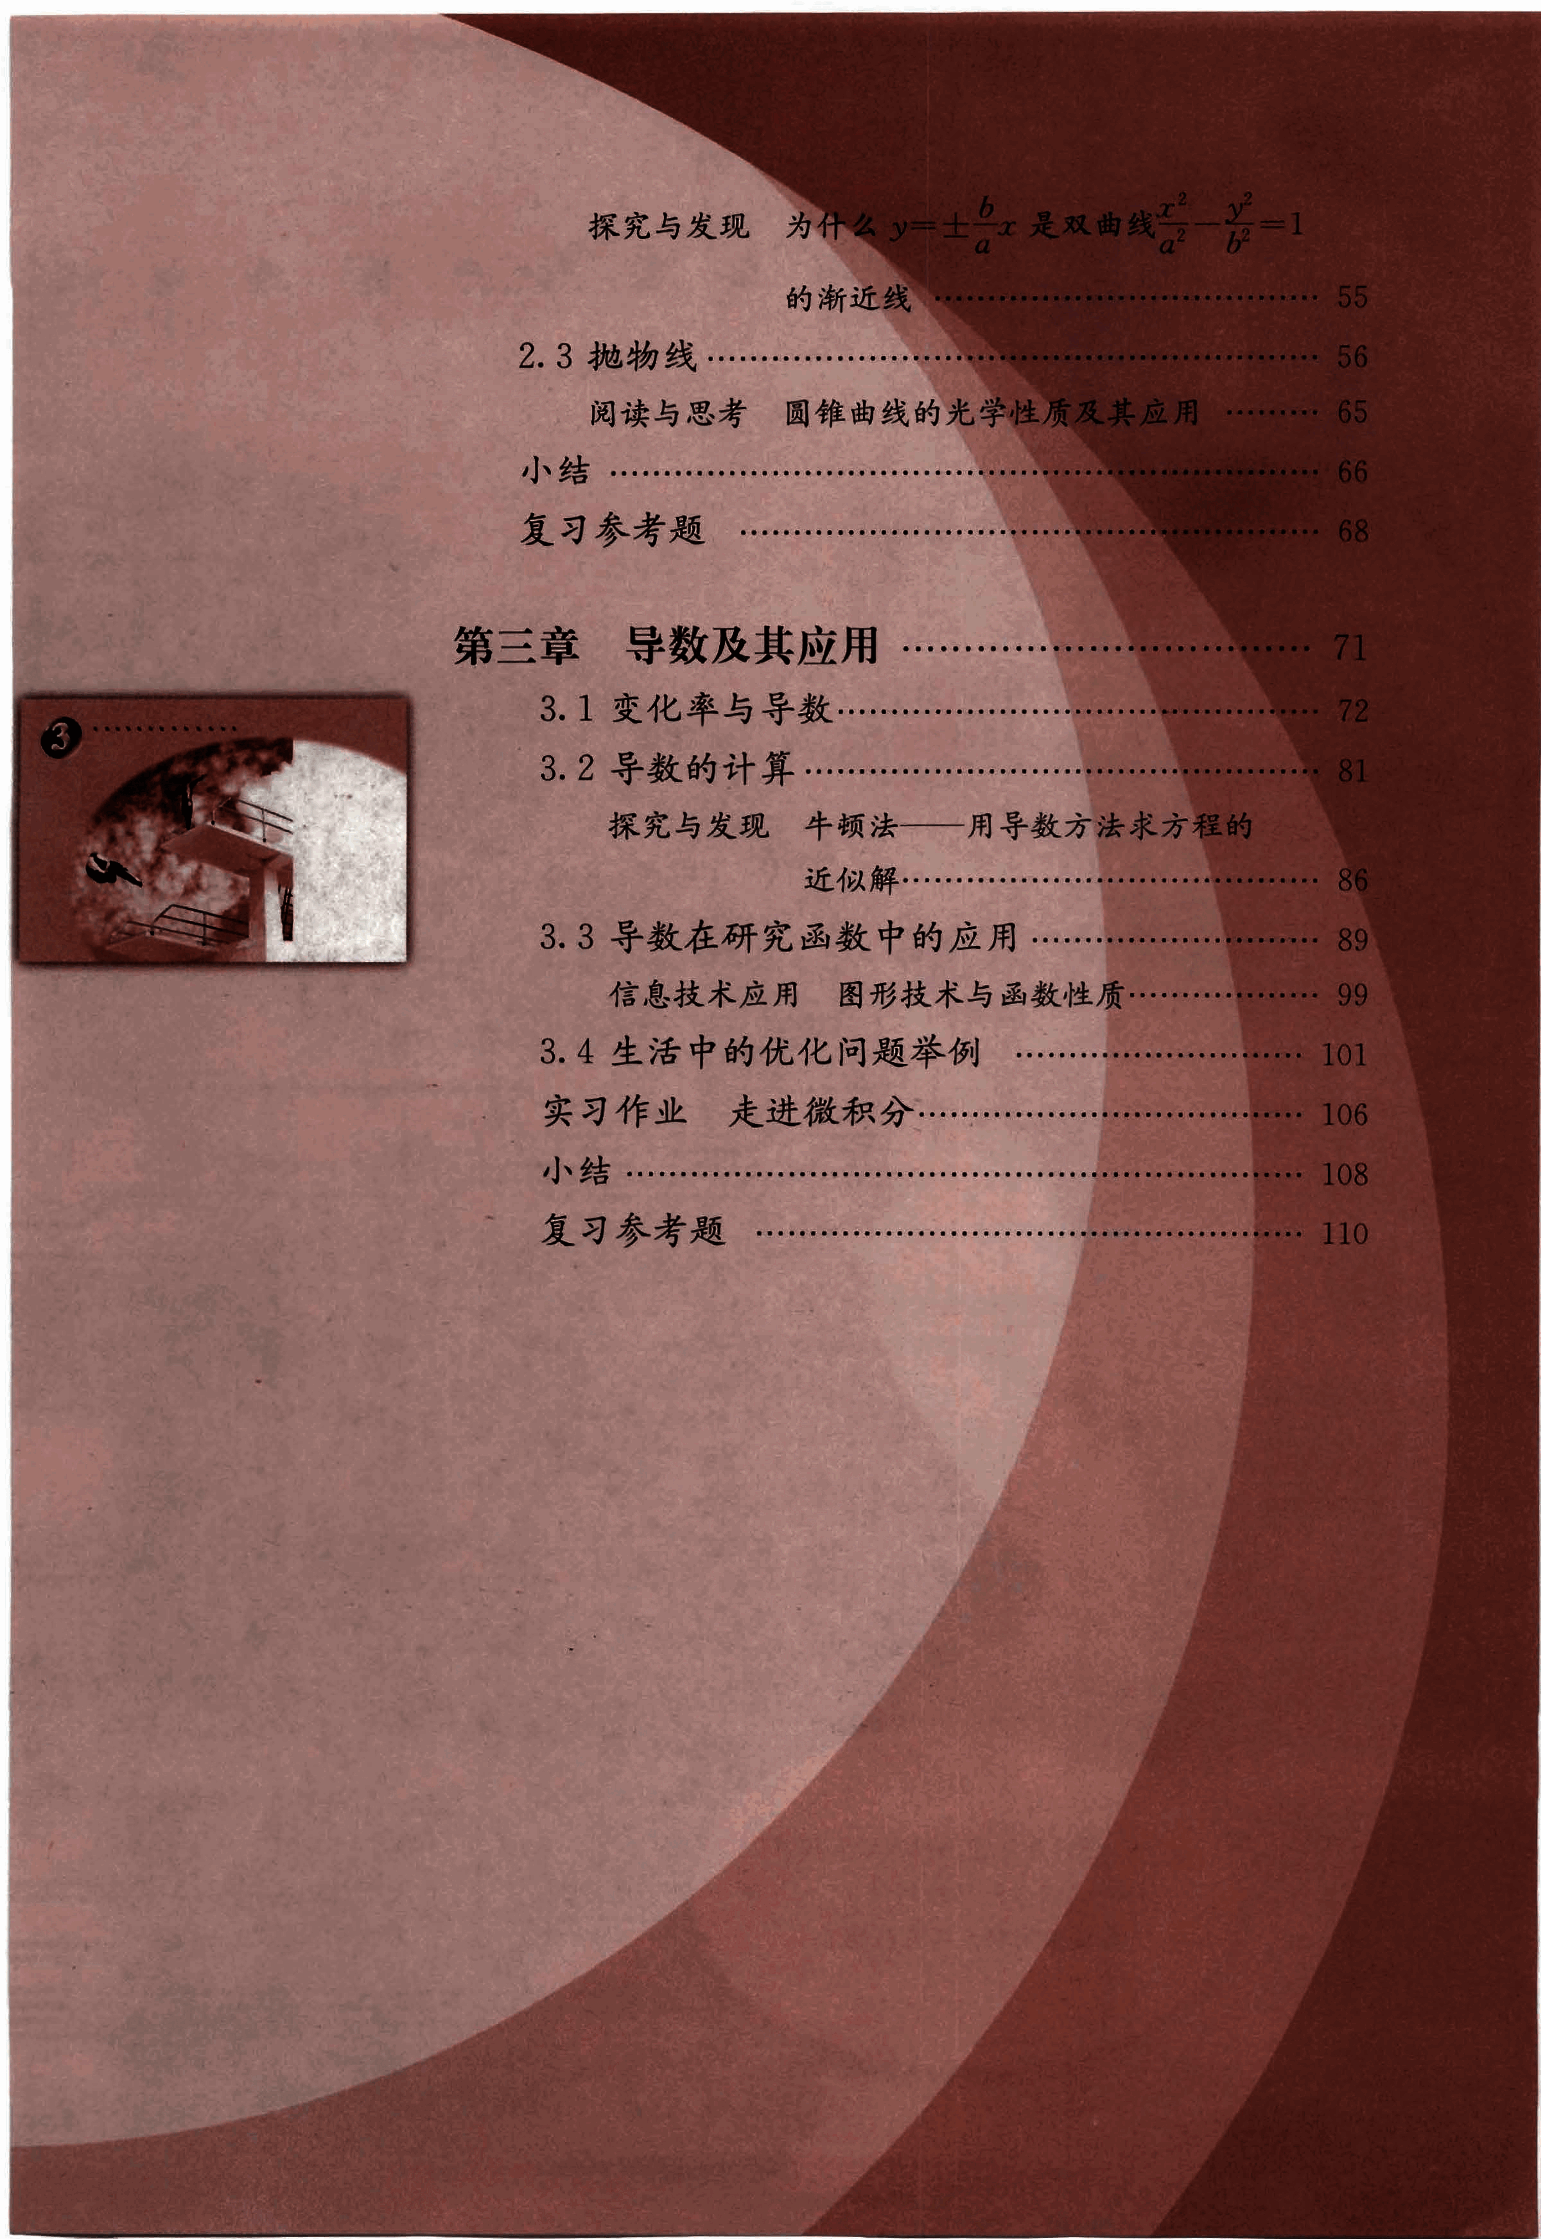 探究与发现 为什么 y=±b/a x 是双曲线 x²/a²-y²/b²=1
的渐近线 …………………………… 55
2.3 抛物线 …………………………… 56
阅读与思考 圆锥曲线的光学性质及其应用 ……… 65
小结 …………………………… 66
复习参考题 …………………………… 68
第三章 导数及其应用 …………………………… 71
3.1 变化率与导数 …………………………… 72
3.2 导数的计算 …………………………… 81
探究与发现 牛顿法——用导数方法求方程的
近似解 …………………………… 86
3
3.3 导数在研究函数中的应用 ……………………… 89
信息技术应用 图形技术与函数性质 ……………… 99
3.4 生活中的优化问题举例 ……………………… 101
实习作业 走进微积分 …………………………… 106
小结 …………………………… 108
复习参考题 …………………………… 110